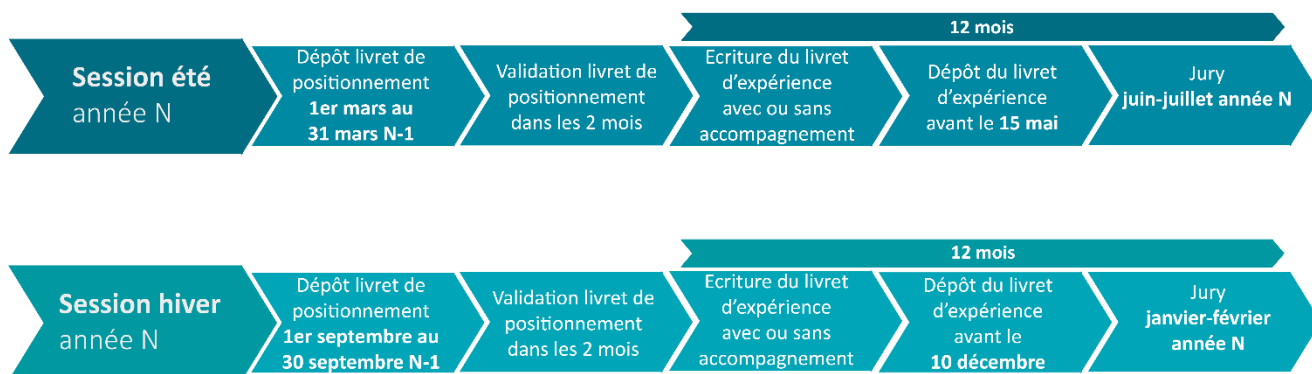 12 mois
Session été
année N
Dépôt livret de
positionnement
1er mars au
31 mars N-1
Validation livret de
positionnement
dans les 2 mois
Ecriture du livret
d'expérience
avec ou sans
accompagnement
Dépôt du livret
d'expérience
avant le 15 mai
Jury
juin-juillet année N
12 mois
Session hiver
année N
Dépôt livret de
positionnement
1er septembre au
30 septembre N-1
Validation livret de
positionnement
dans les 2 mois
Ecriture du livret
d'expérience
avec ou sans
accompagnement
Dépôt du livret
d'expérience
avant le
10 décembre
Jury
janvier-février
année N